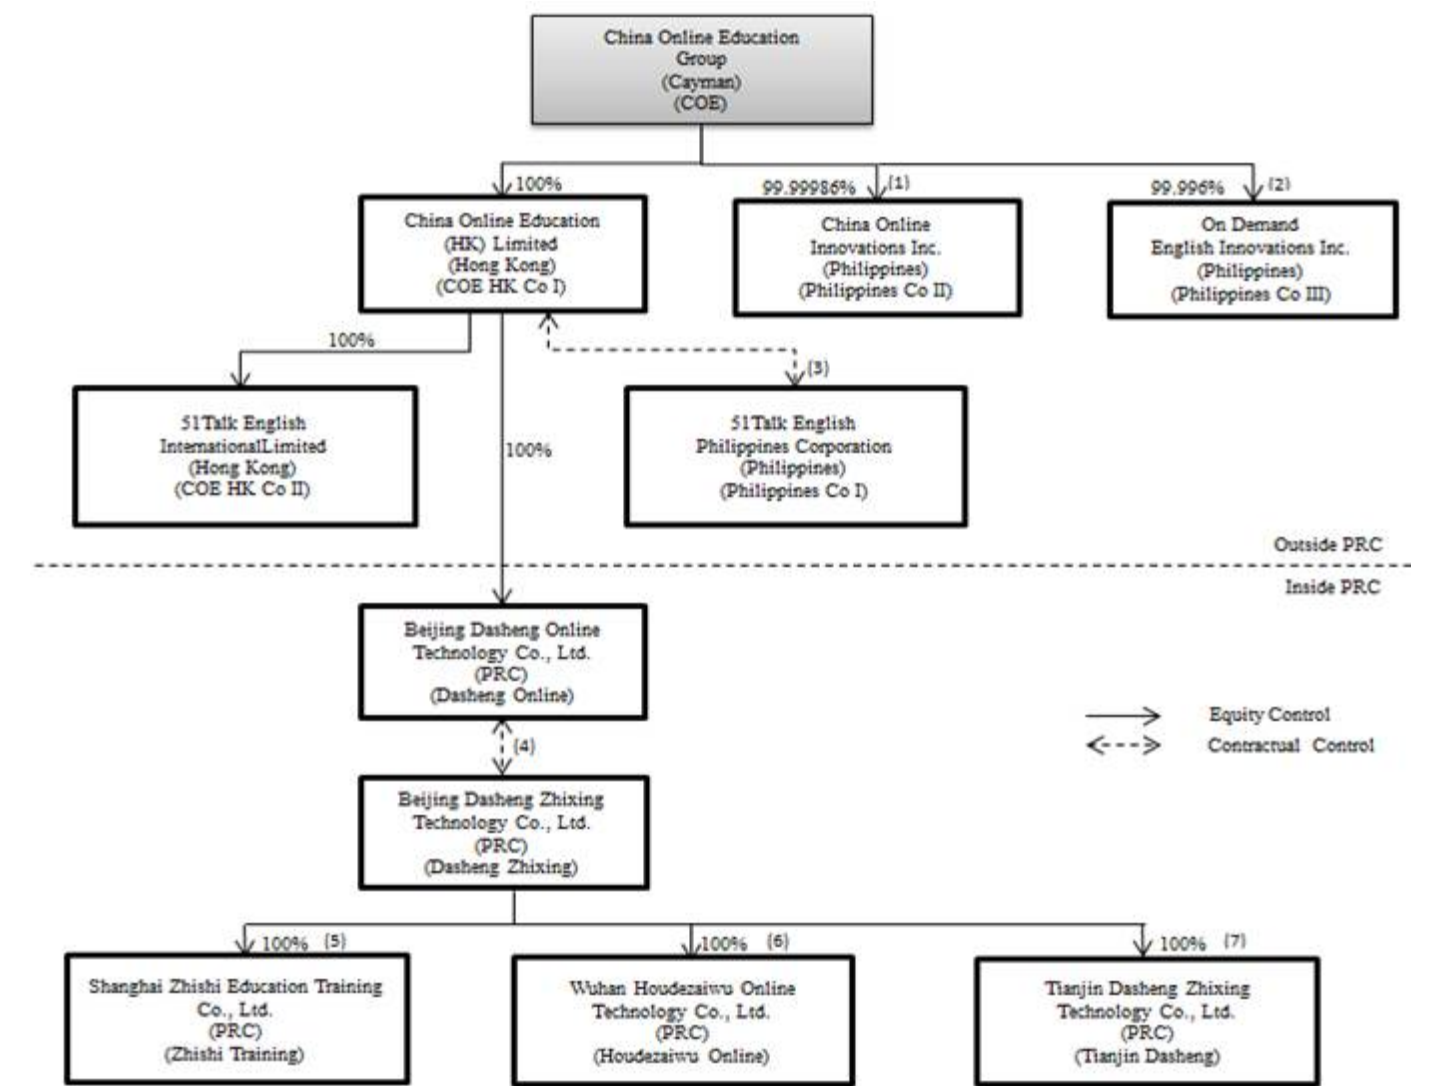 China Online Education
Group
(Cayman)
(COE)
100%
99.99986%
(1)
99.996%
(2)
China Online Education
(HK) Limited
(Hong Kong)
(COE HK Co I)
China Online
Innovations Inc.
(Philippines)
(Philippines Co II)
On Demand
English Innovations Inc.
(Philippines)
(Philippines Co III)
100%
(3)
51Talk English
InternationalLimited
(Hong Kong)
(COE HK Co II)
100%
51Talk English
Philippines Corporation
(Philippines)
(Philippines Co I)
Outside PRC
Inside PRC
Beijing Dasheng Online
Technology Co., Ltd.
(PRC)
(Dasheng Online)
Equity Control
Contractual Control
(4)
Beijing Dasheng Zhixing
Technology Co., Ltd.
(PRC)
(Dasheng Zhixing)
100% (5)
100% (6)
100% (7)
Shanghai Zhishi Education Training
Co., Ltd.
(PRC)
(Zhishi Training)
Wuhan Houdezaiwu Online
Technology Co., Ltd.
(PRC)
(Houdezaiwu Online)
Tianjin Dasheng Zhixing
Technology Co., Ltd.
(PRC)
(Tianjin Dasheng)